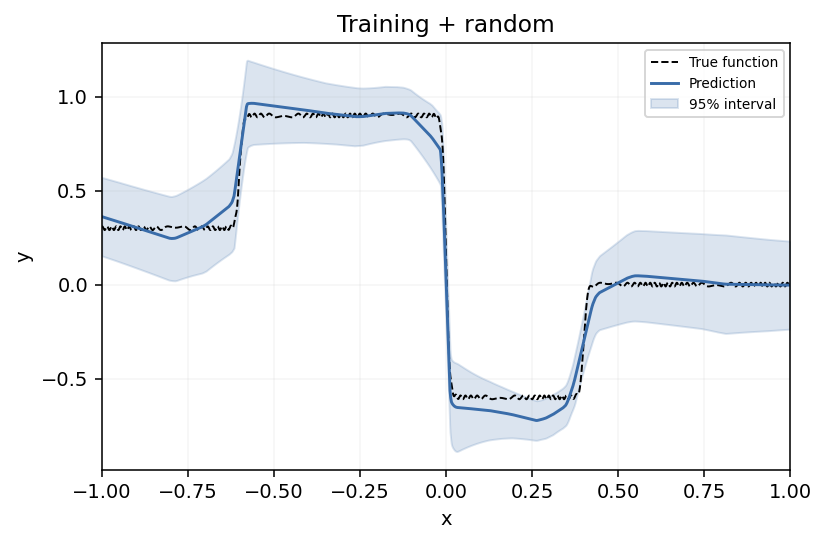 Training + random
True function
Prediction
95% interval
1.0
0.5
0.0
−0.5
y
−1.00 −0.75 −0.50 −0.25 0.00 0.25 0.50 0.75 1.00
x